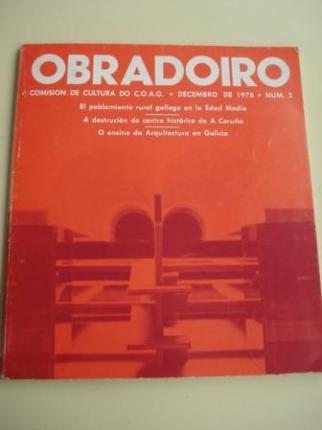 OBRADOIRO
COMISION DE CULTURA DO C.O.A.G. • DECEMBRO DE 1978 • NUM. 2
El poblamiento rural gallego en la Edad Media
A destrución do centro histórico de A Coruña
O ensino da Arquitectura en Galicia